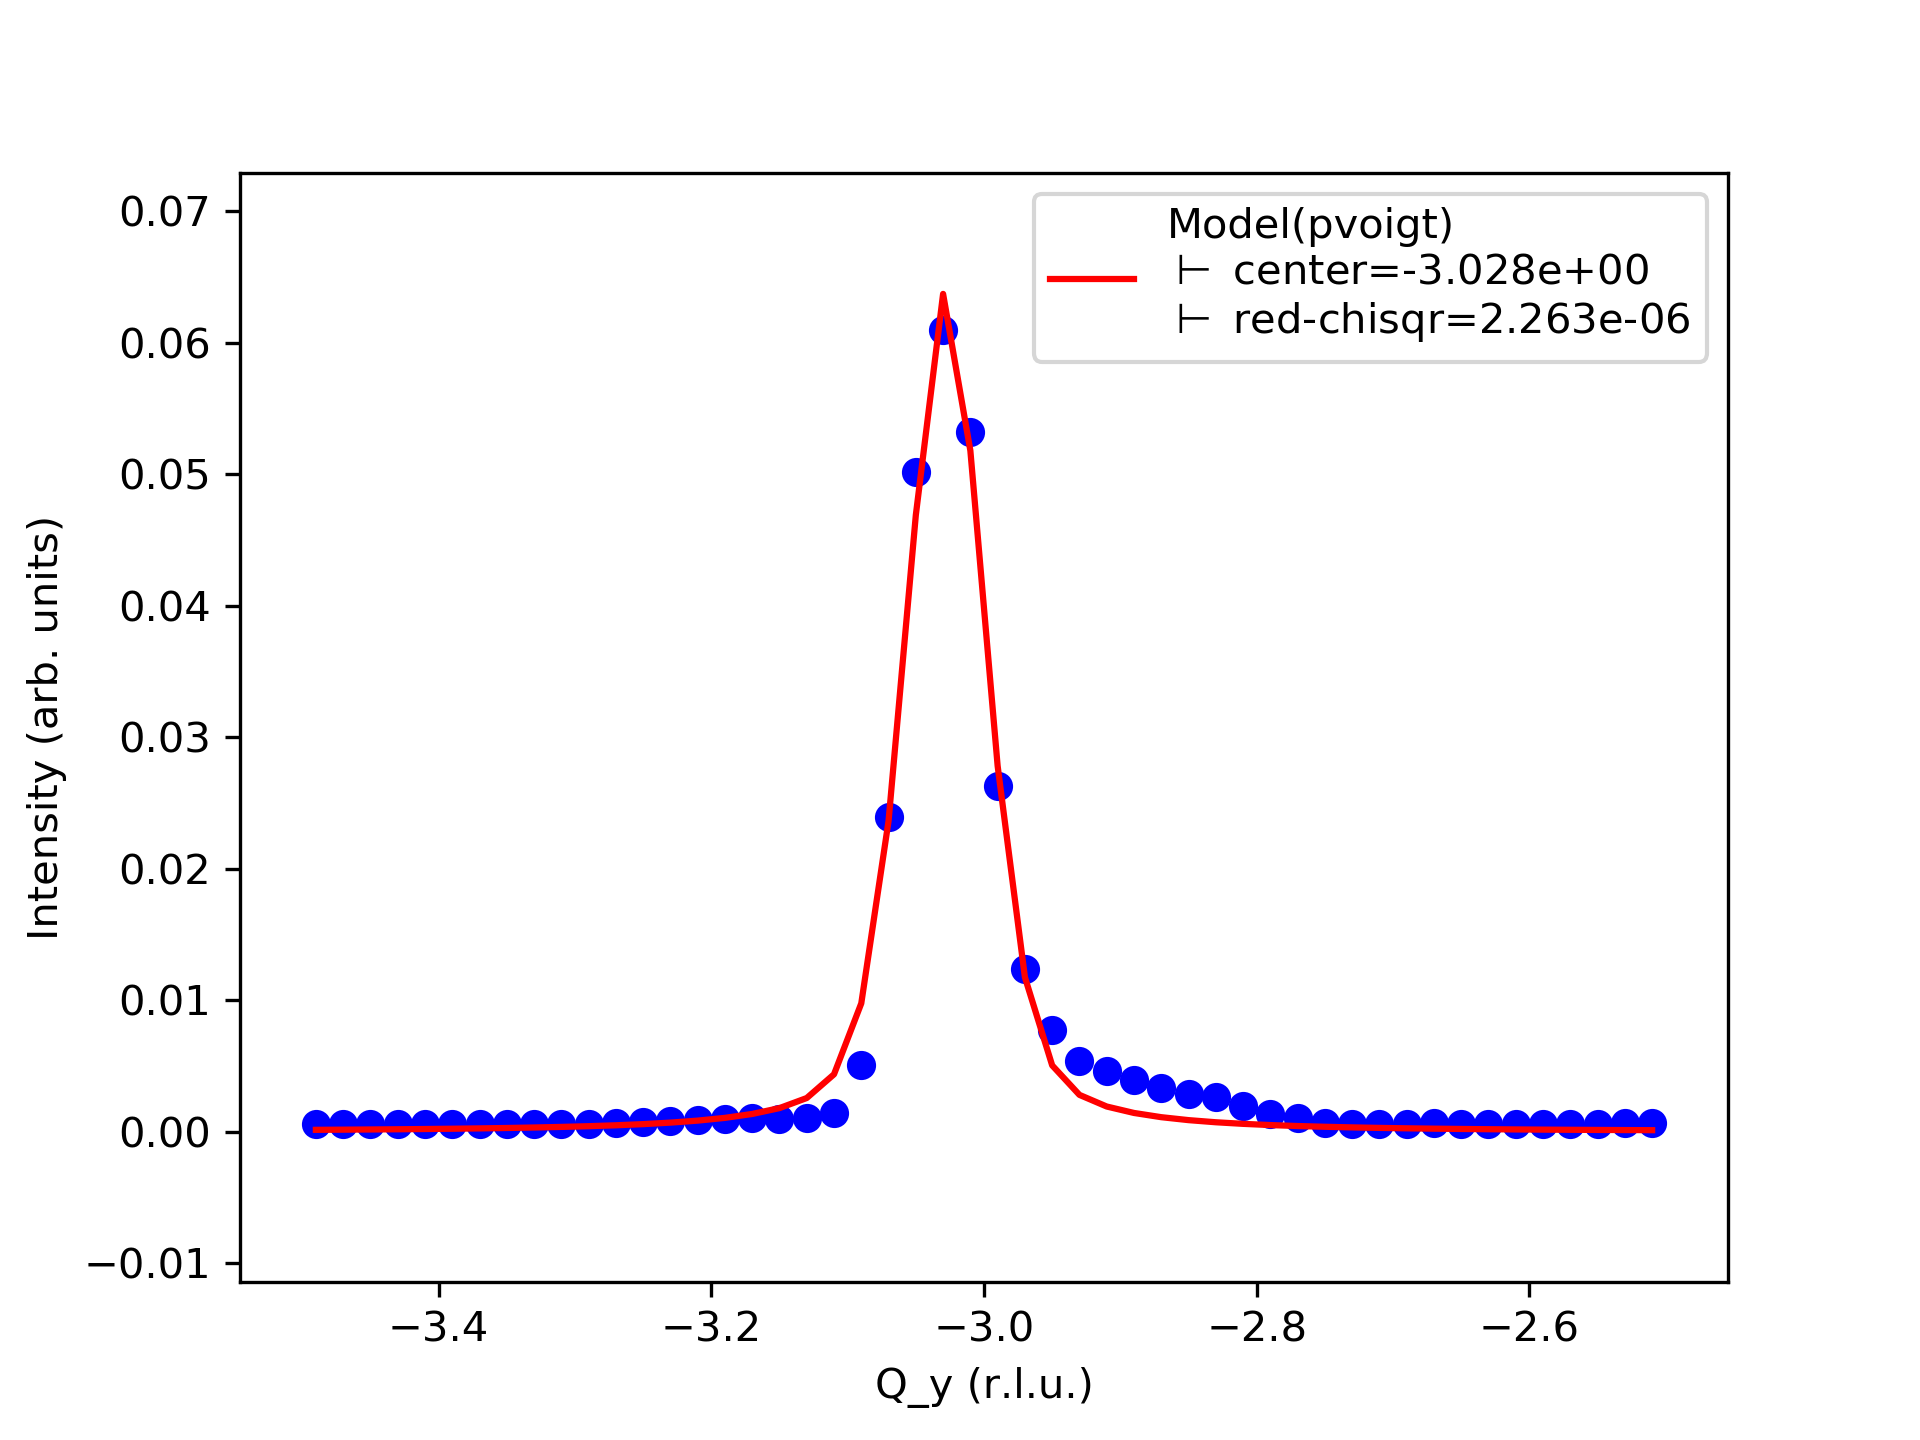 Model(pvoigt)
⊢ center=-3.028e+00
⊢ red-chisqr=2.263e-06
0.07
0.06
0.05
0.04
0.03
0.02
0.01
0.00
−0.01
Intensity (arb. units)
−3.4 −3.2 −3.0 −2.8 −2.6
Q_y (r.l.u.)